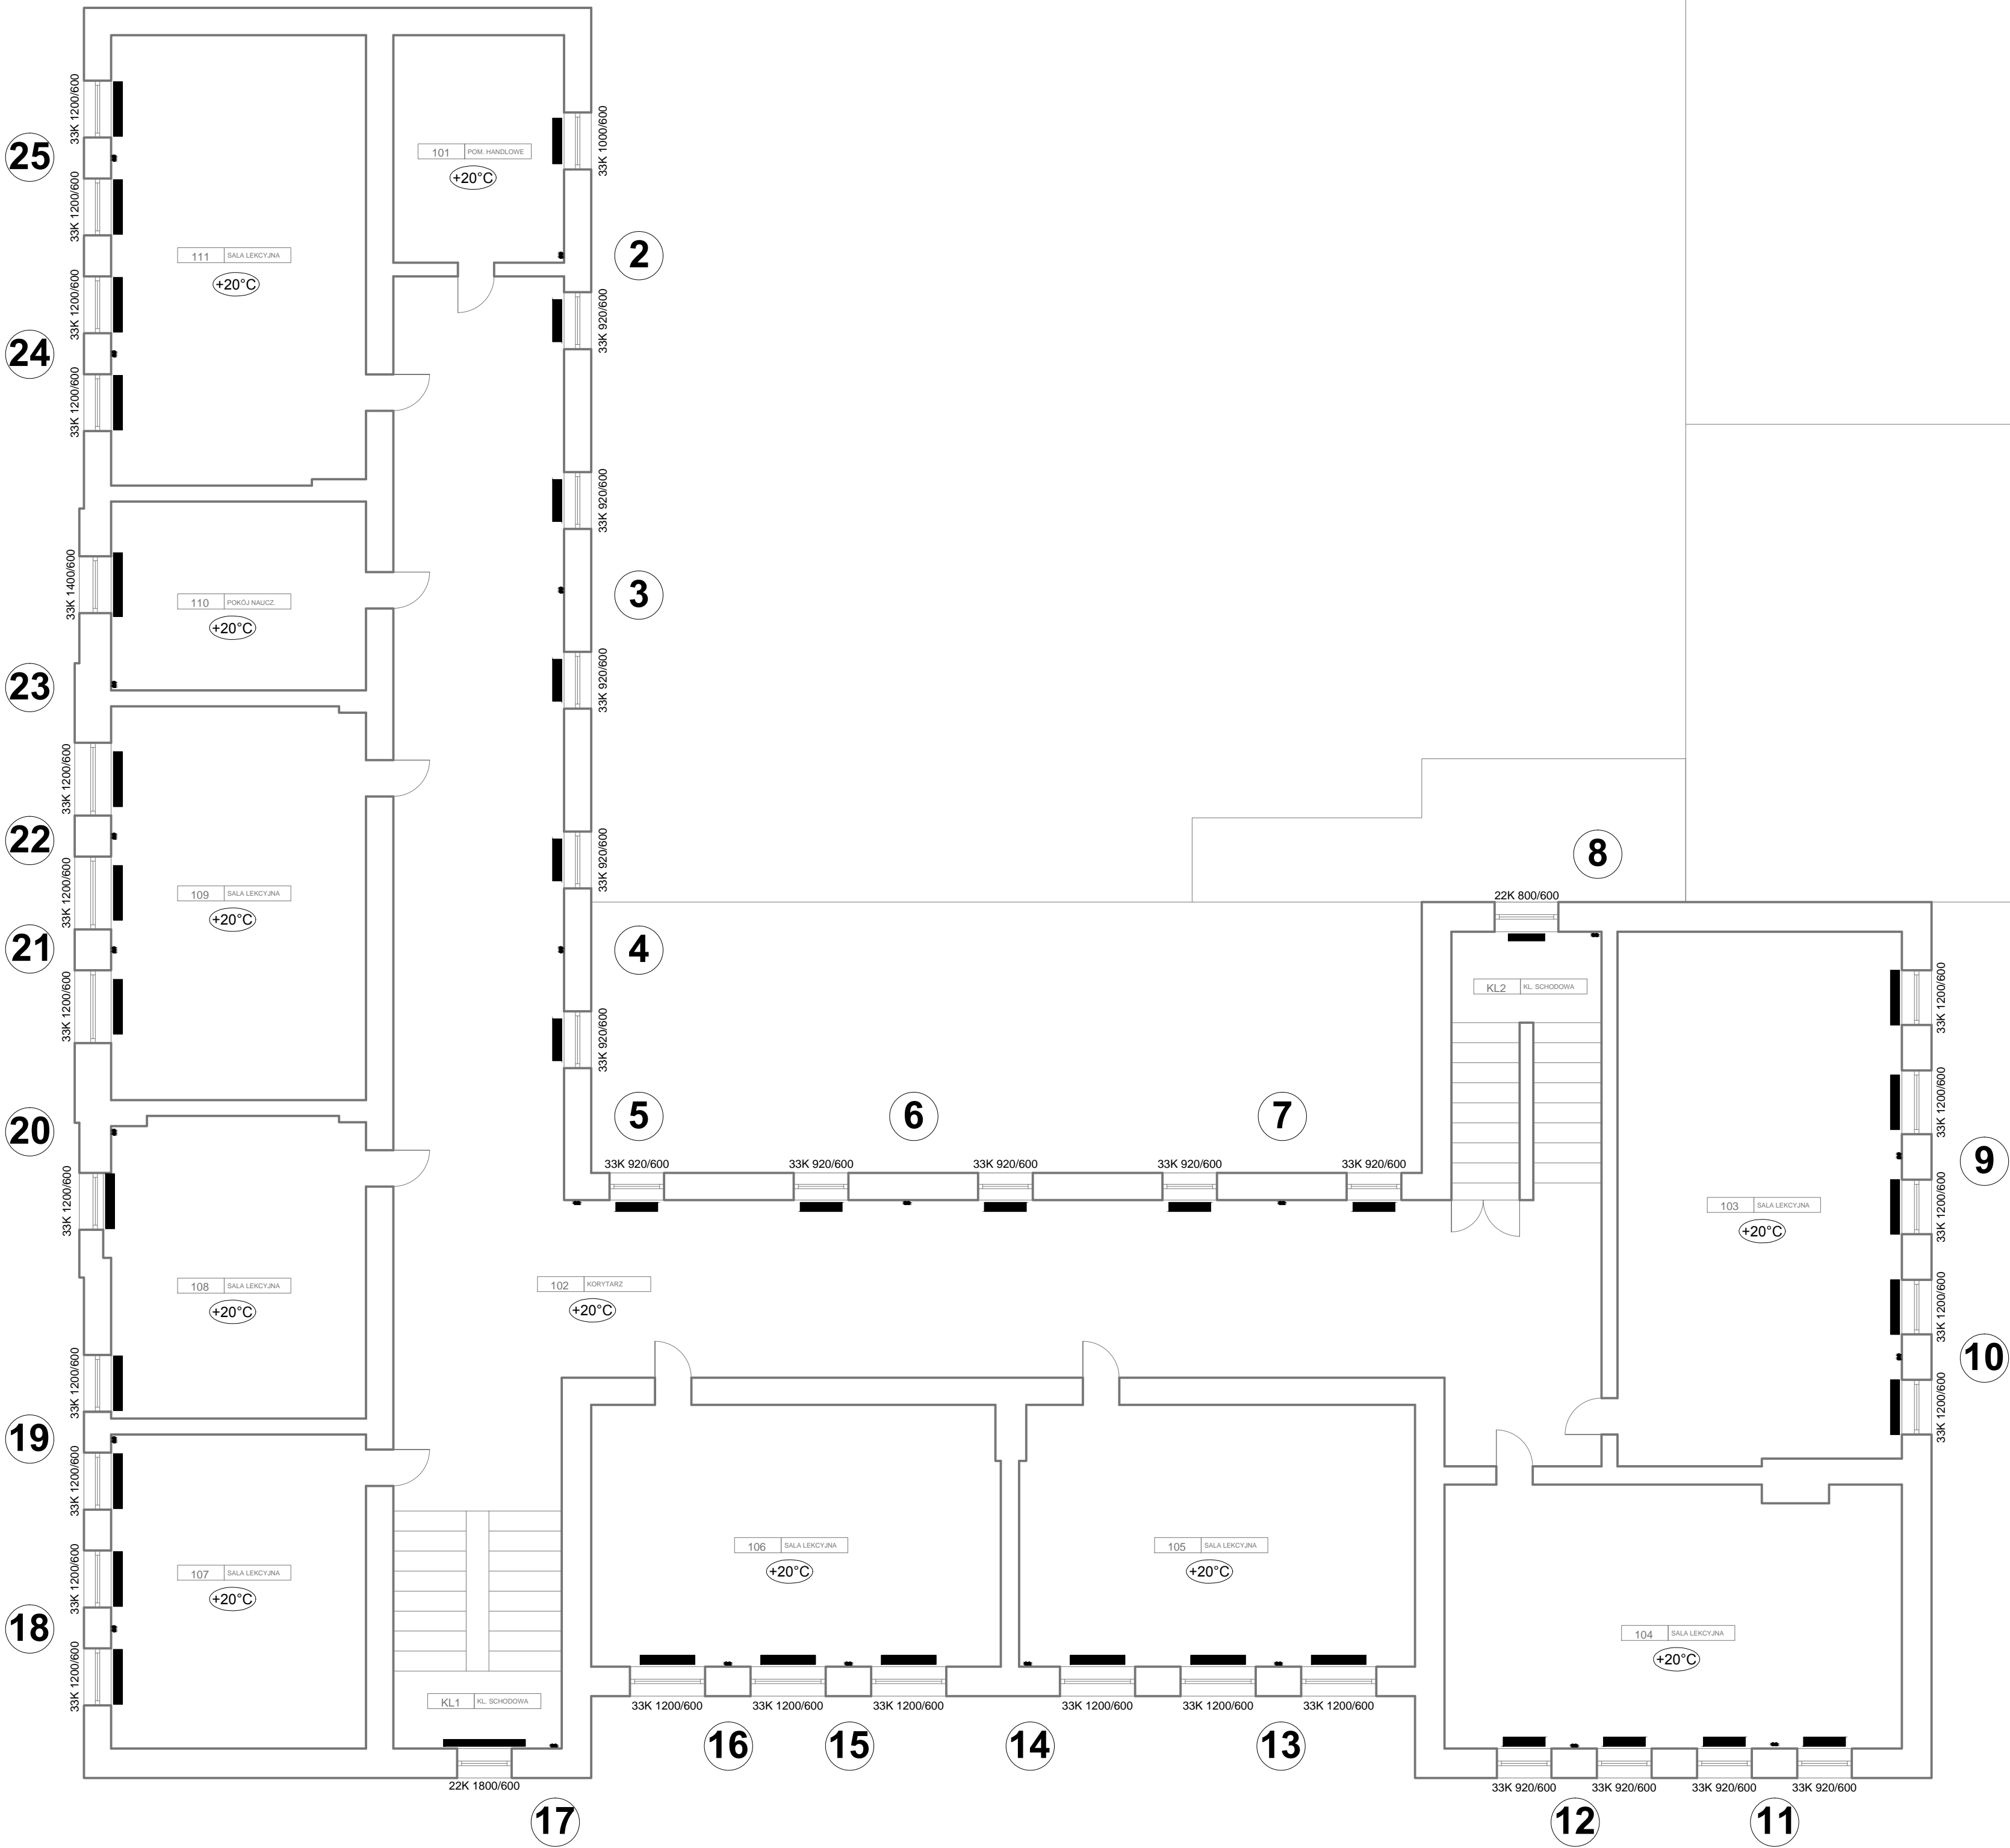 33K 1200/600
25
33K 1200/600
101 POM. HANDLOWE
+20°C
33K 1000/600
2
111 SALA LEKCYJNA
+20°C
33K 1200/600
24
33K 1200/600
33K 920/600
33K 920/600
3
33K 1400/600
110 POKÓJ NAUCZ.
+20°C
23
33K 920/600
33K 1200/600
22
33K 1200/600
109 SALA LEKCYJNA
+20°C
21
33K 1200/600
33K 920/600
4
33K 920/600
8
22K 800/600
KL2 KL. SCHODOWA
33K 1200/600
33K 1200/600
9
33K 1200/600
103 SALA LEKCYJNA
+20°C
33K 1200/600
10
33K 1200/600
5
6
7
33K 920/600
33K 920/600
33K 920/600
33K 920/600
33K 920/600
20
33K 1200/600
108 SALA LEKCYJNA
+20°C
102 KORYTARZ
+20°C
33K 1200/600
19
33K 1200/600
107 SALA LEKCYJNA
+20°C
33K 1200/600
18
33K 1200/600
106 SALA LEKCYJNA
+20°C
105 SALA LEKCYJNA
+20°C
104 SALA LEKCYJNA
+20°C
KL1 KL. SCHODOWA
22K 1800/600
17
33K 1200/600
33K 1200/600
33K 1200/600
33K 1200/600
33K 1200/600
33K 1200/600
16
15
14
13
33K 920/600
33K 920/600
33K 920/600
33K 920/600
12
11